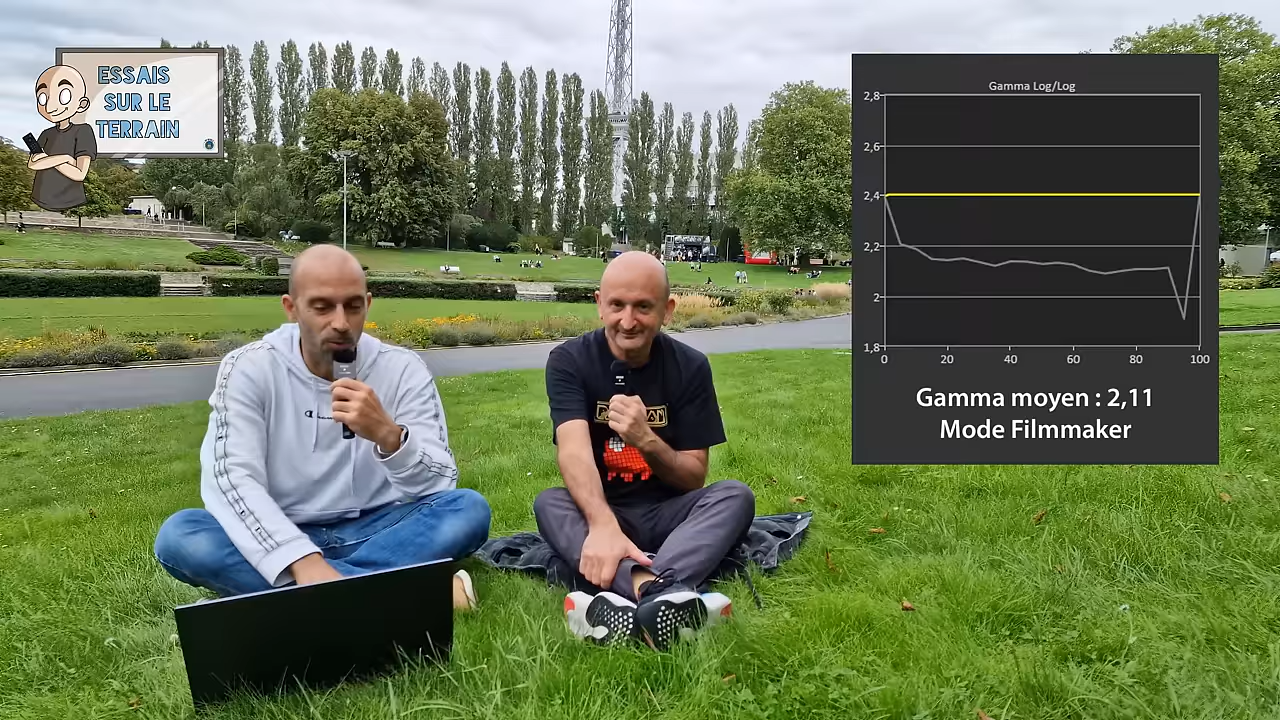 ESSAIS
SUR LE
TERRAIN
Gamma Log/Log
2,8
2,6
2,4
2,2
2
1,8
0
20
40
60
80
100
Gamma moyen : 2,11
Mode Filmmaker